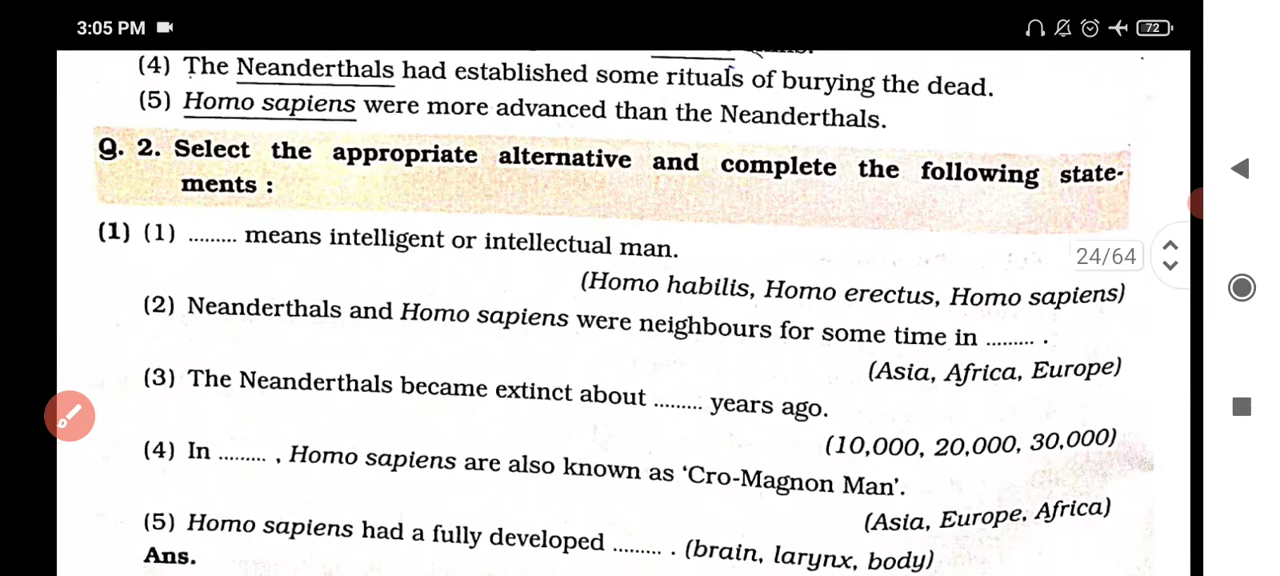 3:05 PM
72
(4) The Neanderthals had established some rituals of burying the dead.
(5) Homo sapiens were more advanced than the Neanderthals.
Q. 2. Select the appropriate alternative and complete the following state-
ments :
(1) (1) ......... means intelligent or intellectual man.
24/64
(Homo habilis, Homo erectus, Homo sapiens)
(2) Neanderthals and Homo sapiens were neighbours for some time in ......... .
(Asia, Africa, Europe)
(3) The Neanderthals became extinct about ......... years ago.
(10,000, 20,000, 30,000)
(4) In ......... , Homo sapiens are also known as ‘Cro-Magnon Man’.
(Asia, Europe, Africa)
(5) Homo sapiens had a fully developed ......... . (brain, larynx, body)
Ans.